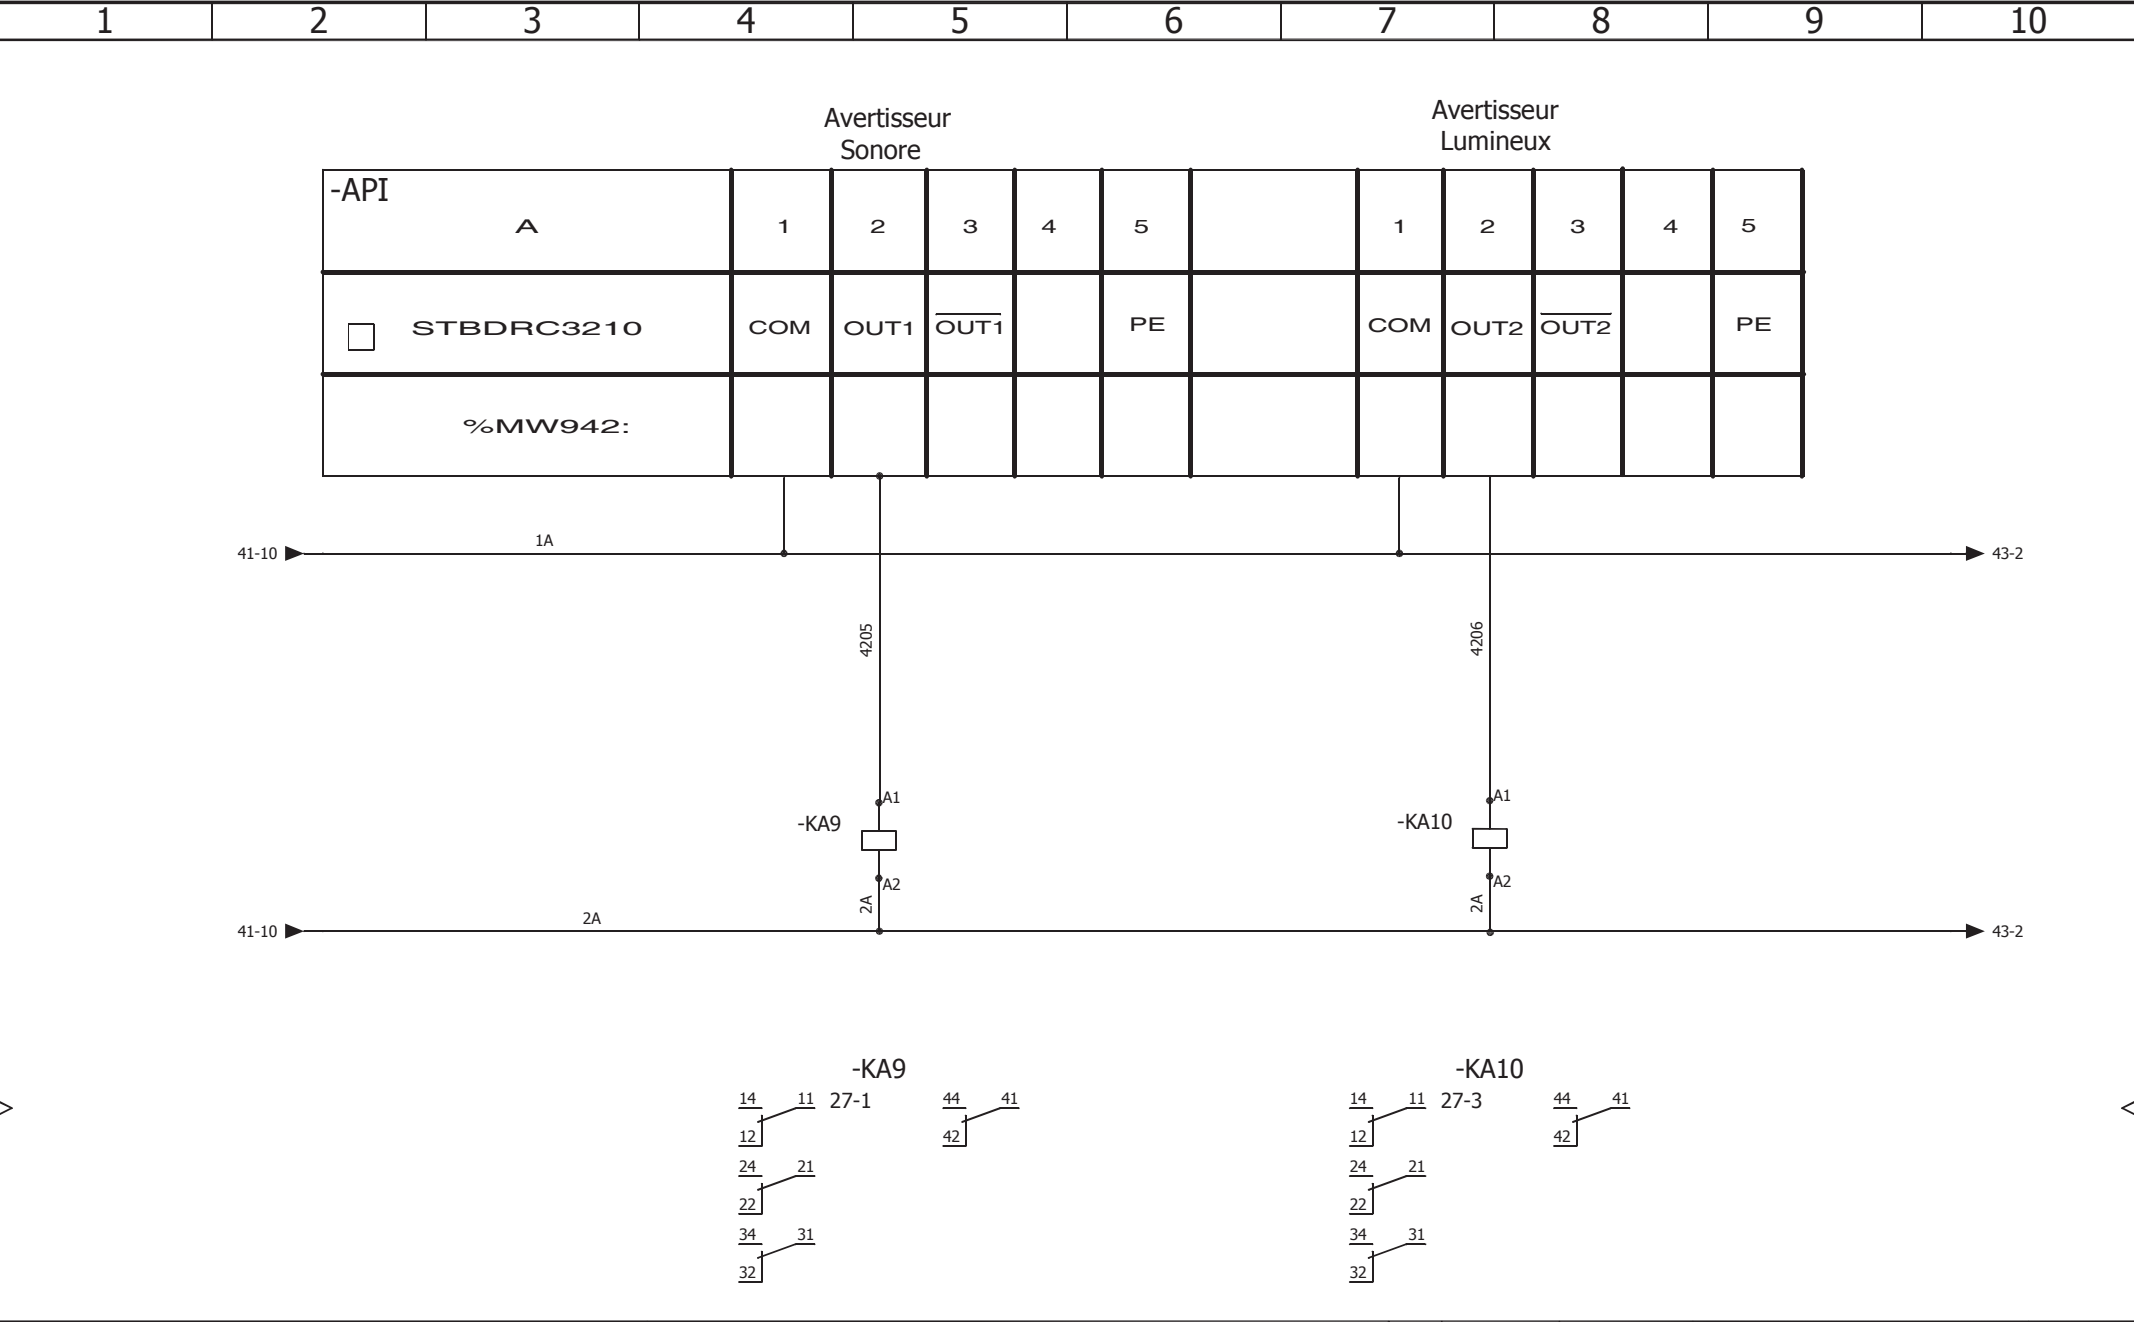 1 2 3 4 5 6 7 8 9 10
Avertisseur
Sonore
Avertisseur
Lumineux
-API
A 1 2 3 4 5 1 2 3 4 5
STBDRC3210 COM OUT1 OUT1 PE COM OUT2 OUT2 PE
%MW942:
41-10 1A 43-2
4205 4206
-KA9 A1 -KA10 A1
A2 A2
2A 2A
41-10 2A 43-2
-KA9 -KA10
14 11 27-1 44 41 14 11 27-3 44 41
12 42 12 42
24 21 24 21
22 22
34 31 34 31
32 32